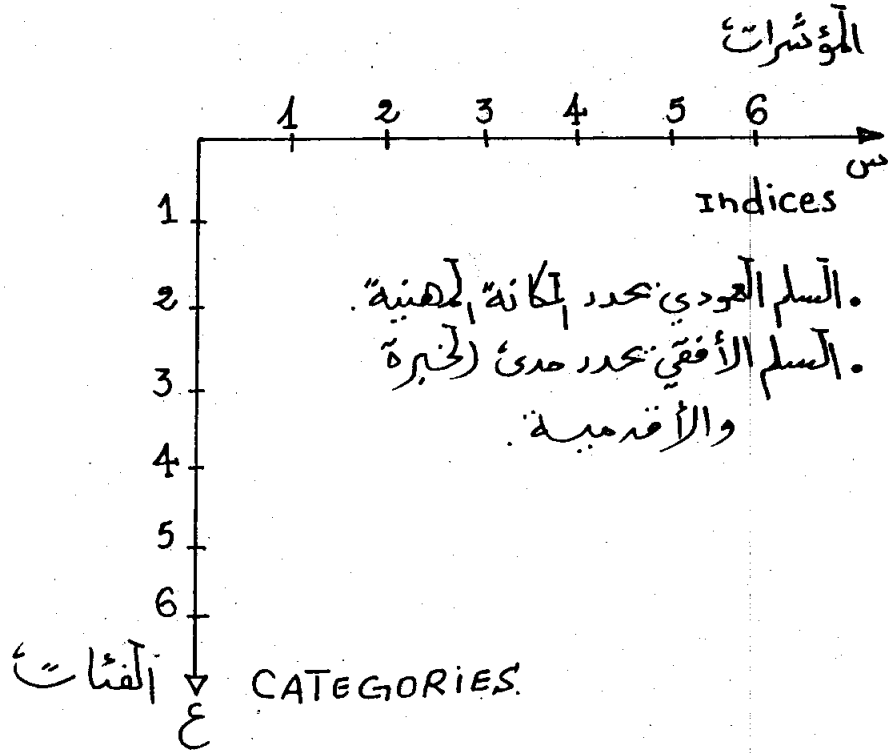 المؤشرات
1 2 3 4 5 6
س
Indices
1
2
3
4
5
6
. السلم العمودي يحدد المكانة المهنية.
. السلم الأفقي يحدد مدى الخبرة
والأقدمية.
الفئات
CATEGORIES.
ع